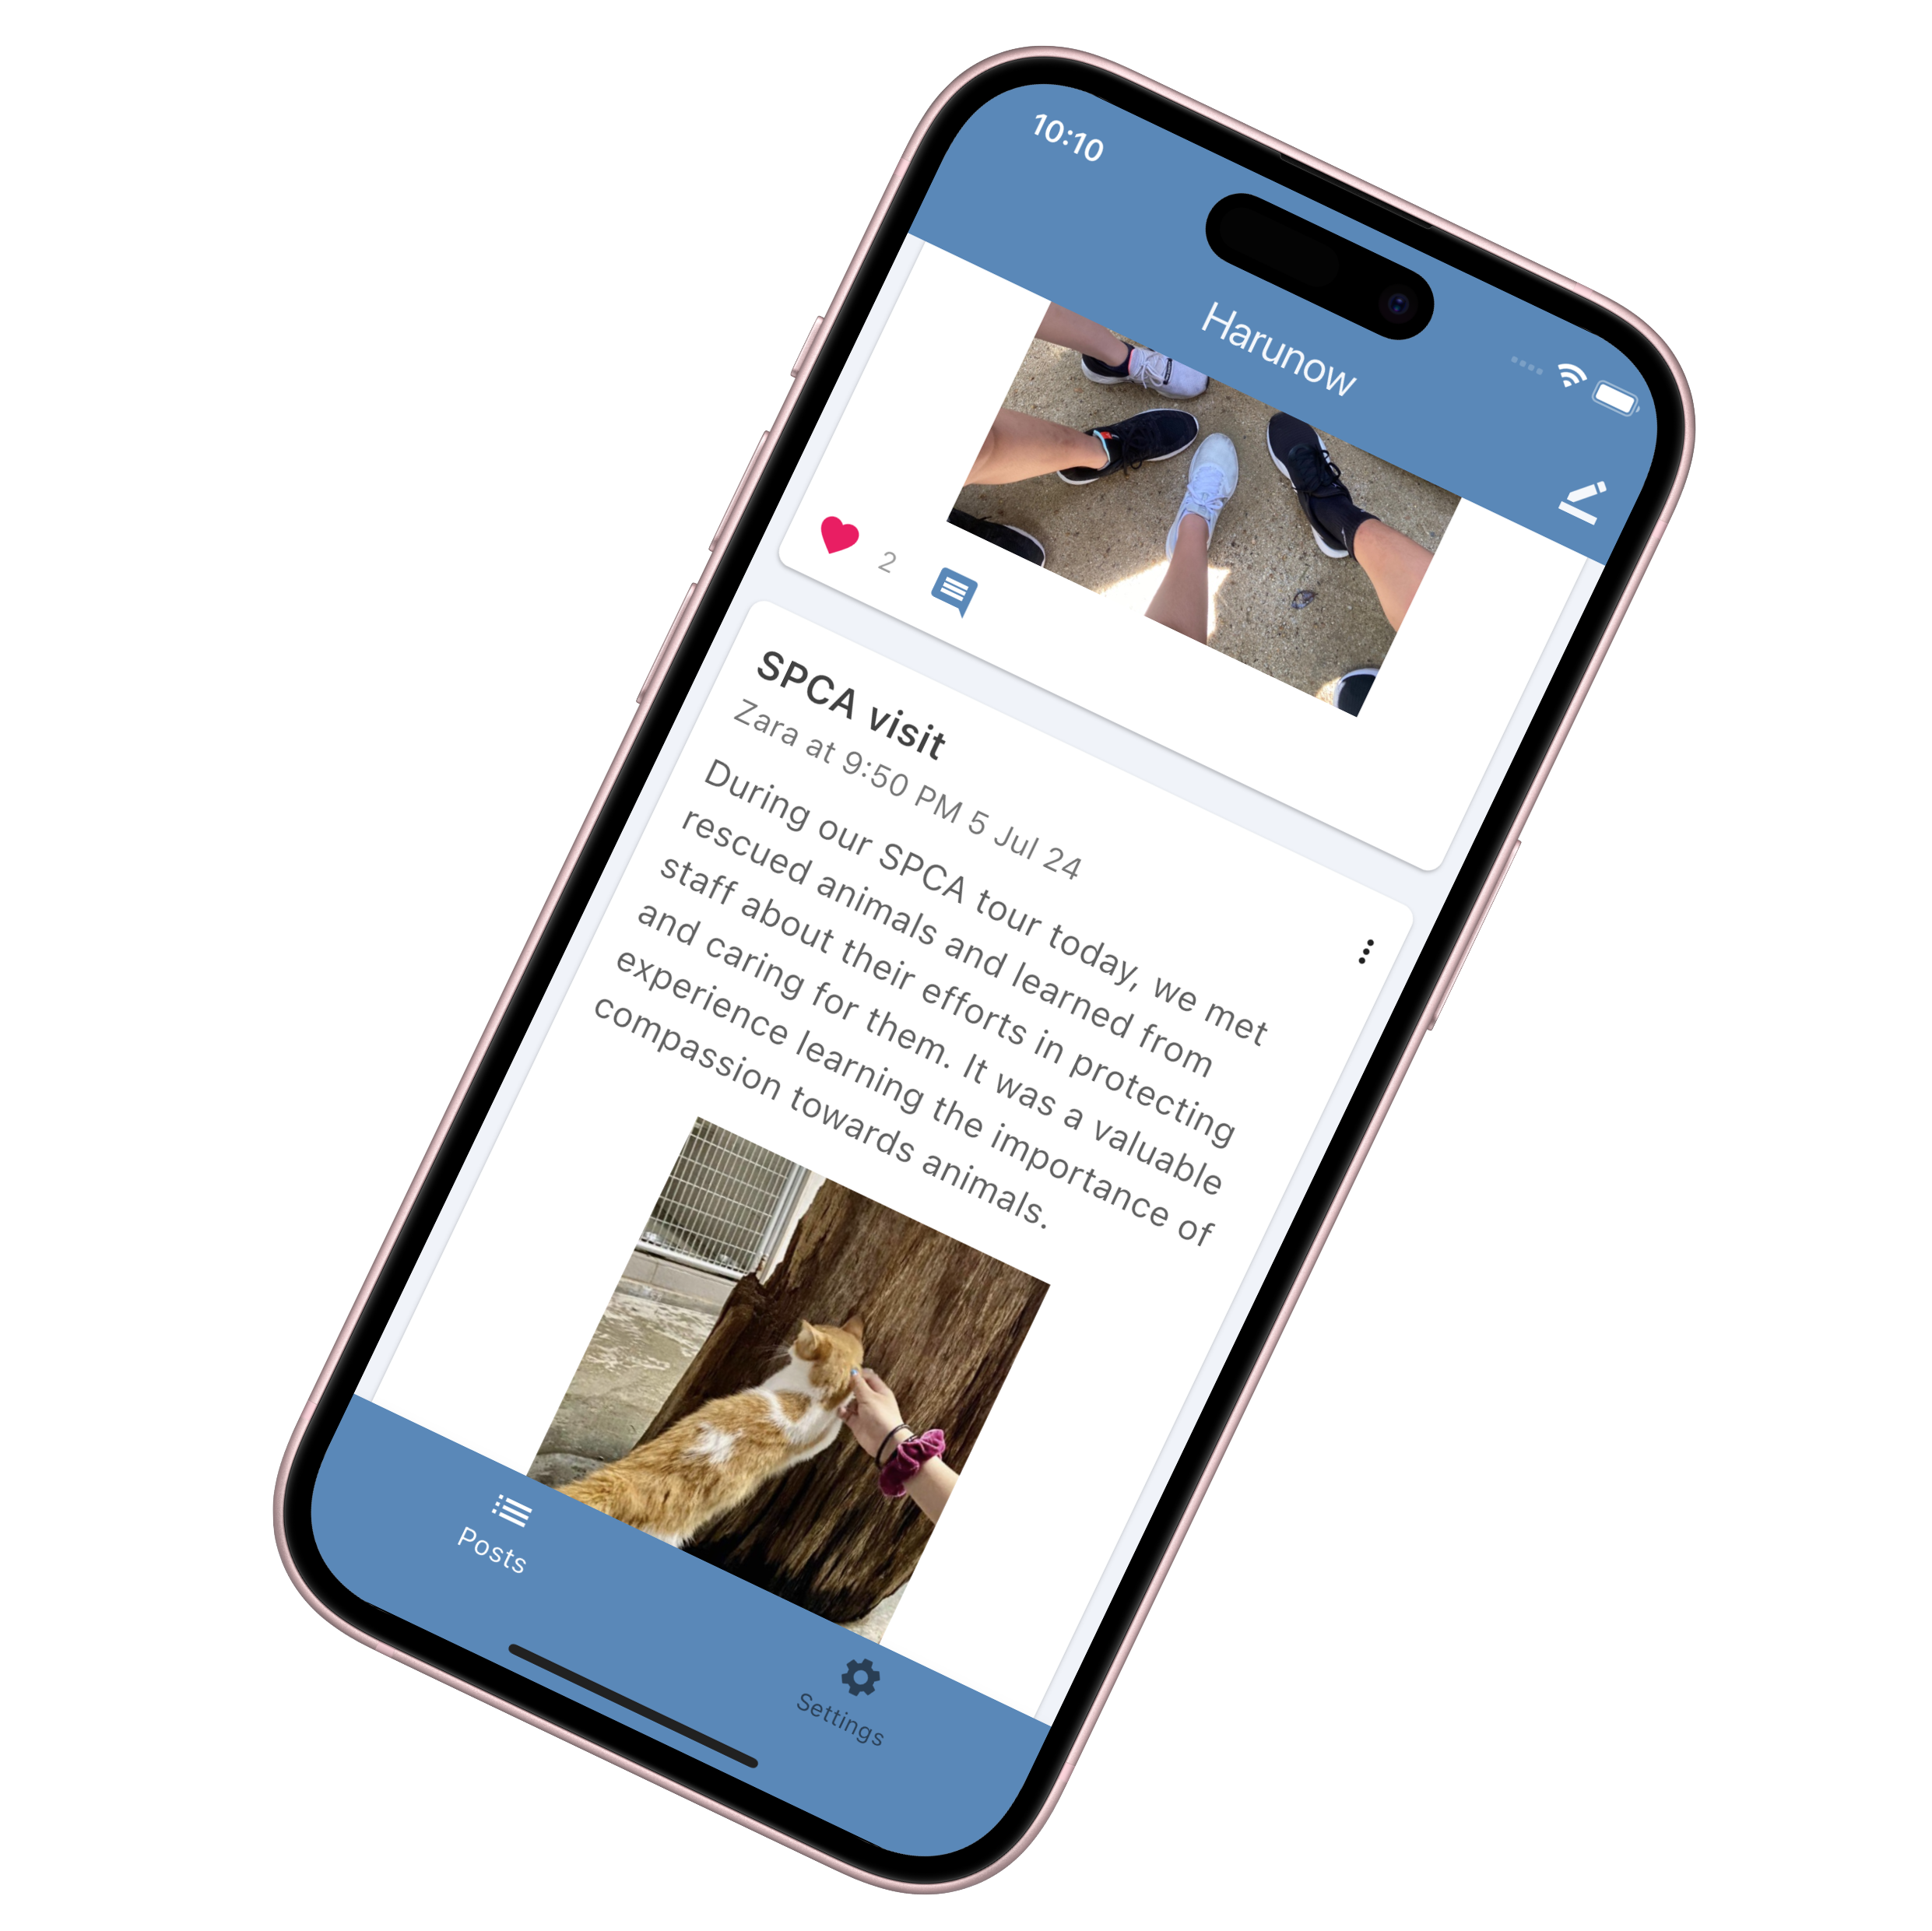 10:10
Harunow
2
SPCA visit
Zara at 9:50 PM 5 Jul 24
During our SPCA tour today, we met
rescued animals and learned from
staff about their efforts in protecting
and caring for them. It was a valuable
experience learning the importance of
compassion towards animals.
Posts
Settings